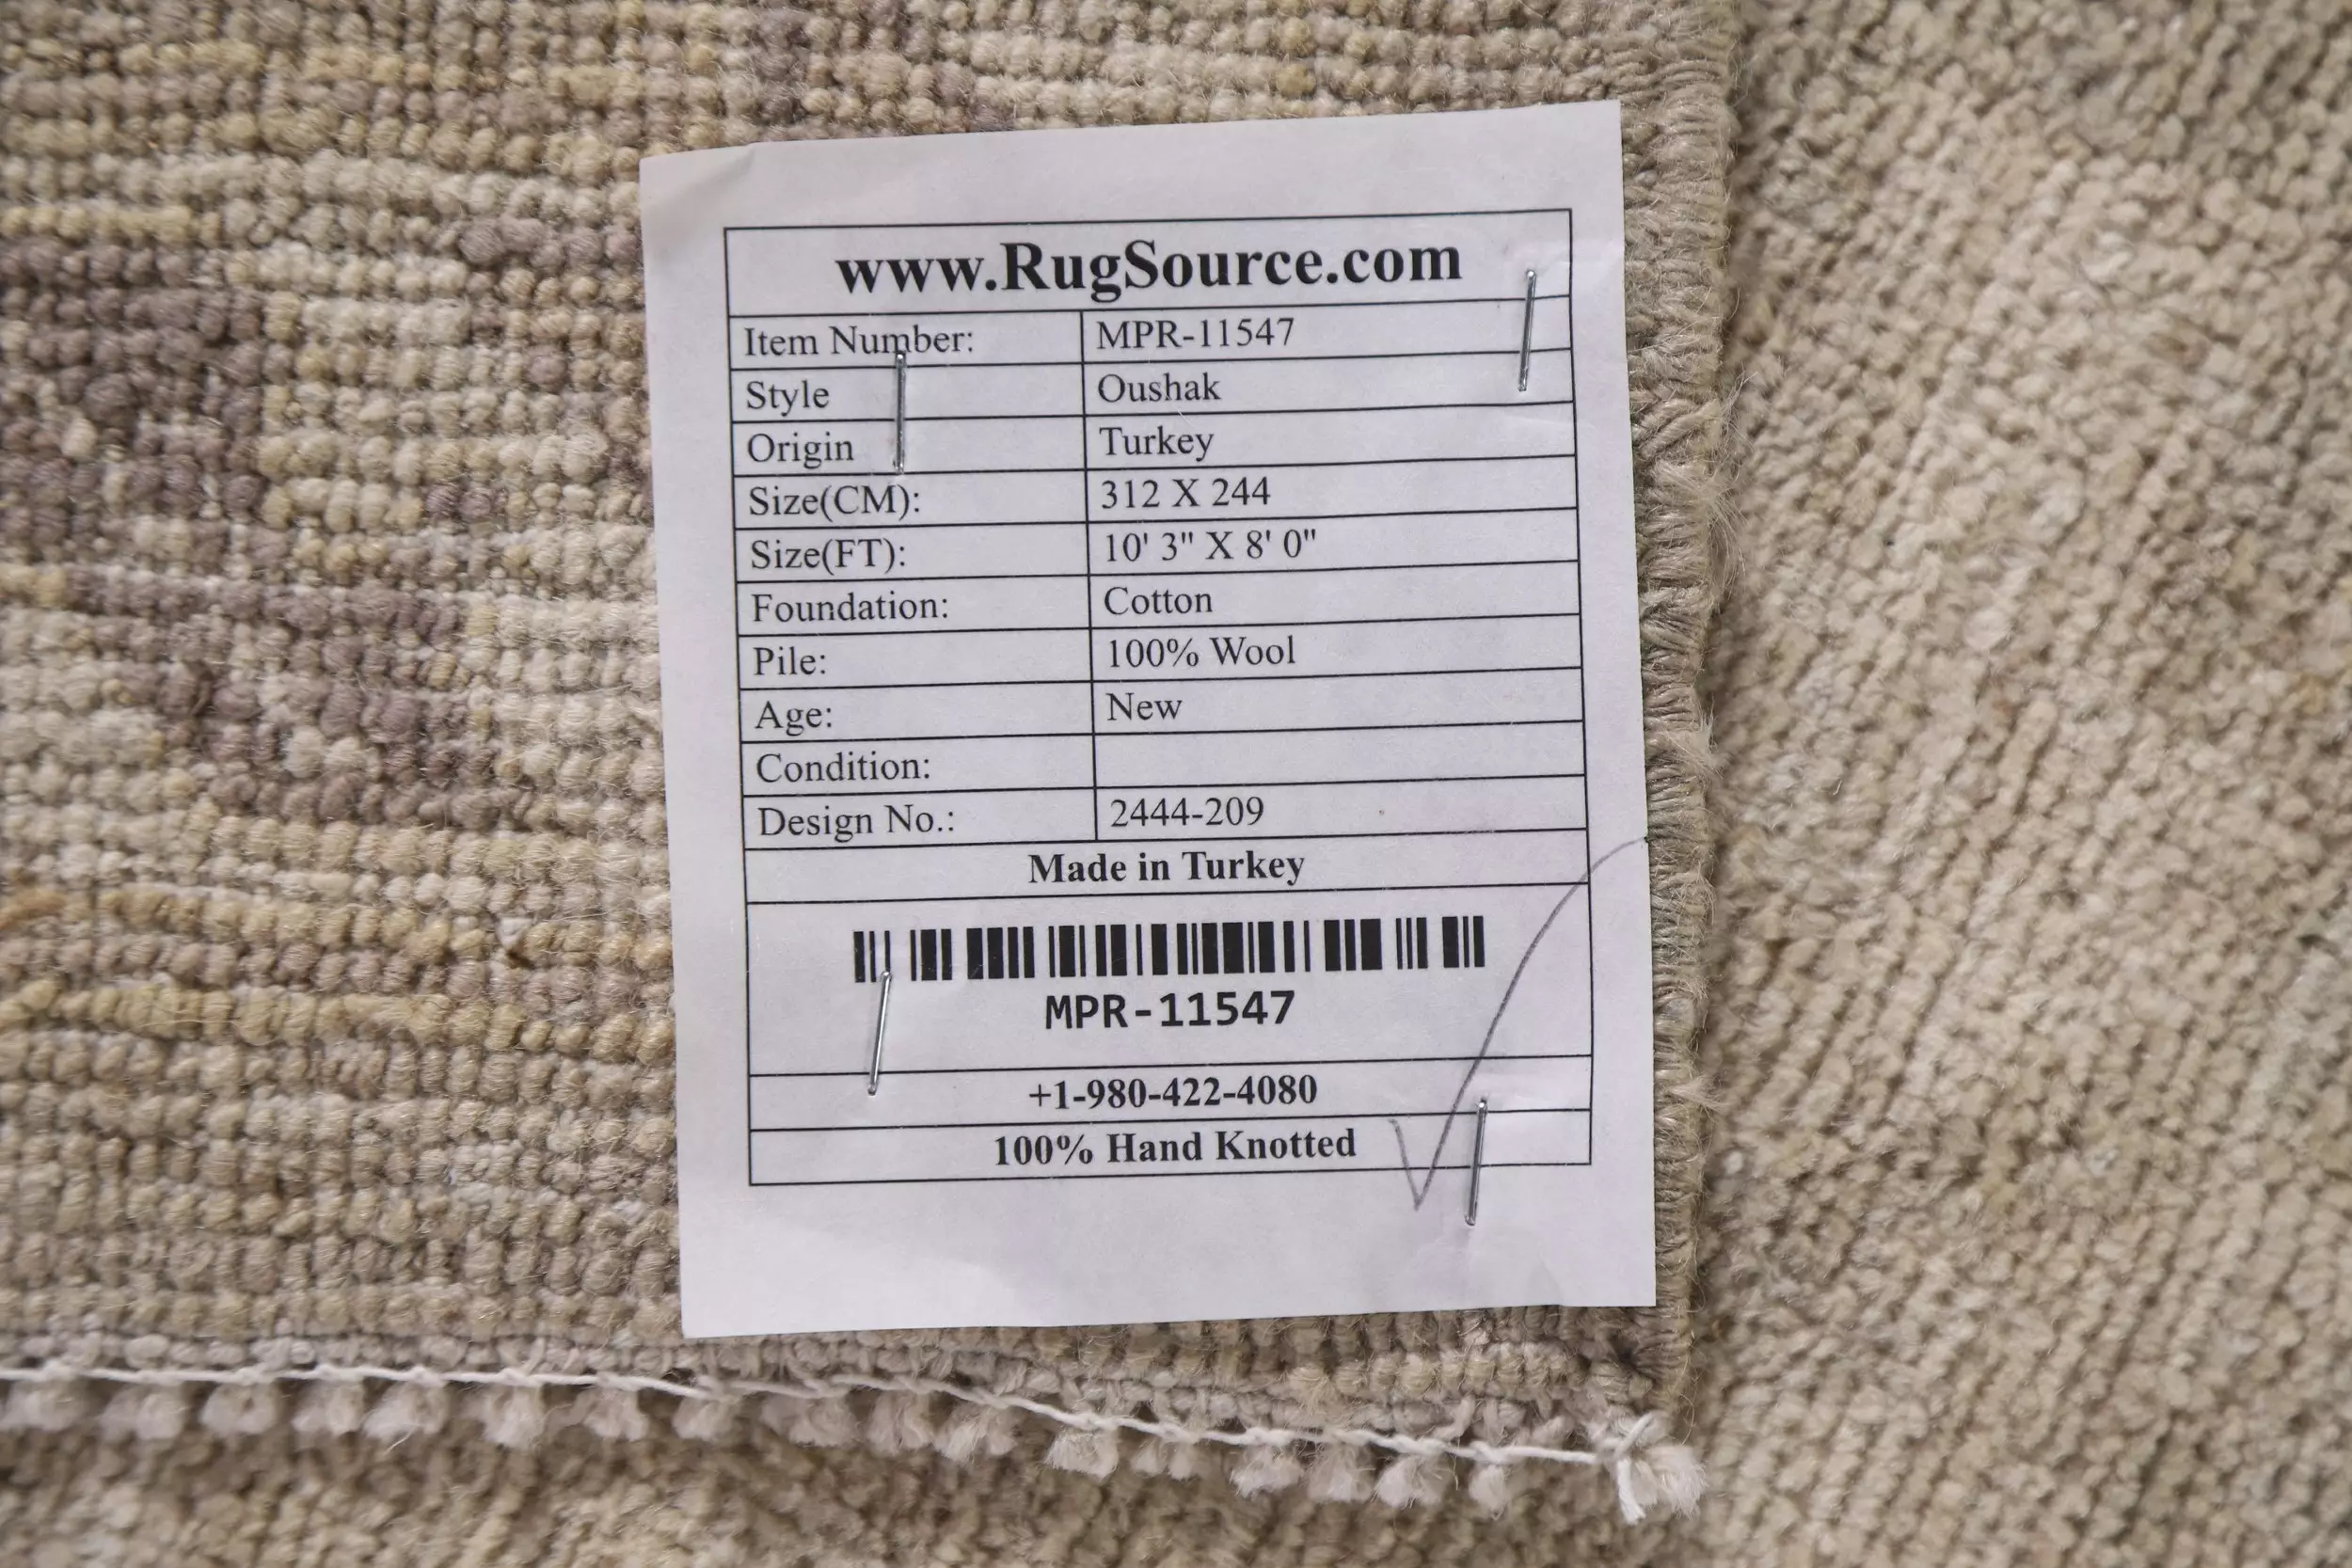 www.RugSource.com
Item Number: MPR-11547
Style Oushak
Origin Turkey
Size(CM): 312 X 244
Size(FT): 10' 3" X 8' 0"
Foundation: Cotton
Pile: 100% Wool
Age: New
Condition:
Design No.: 2444-209
Made in Turkey
MPR-11547
+1-980-422-4080
100% Hand Knotted